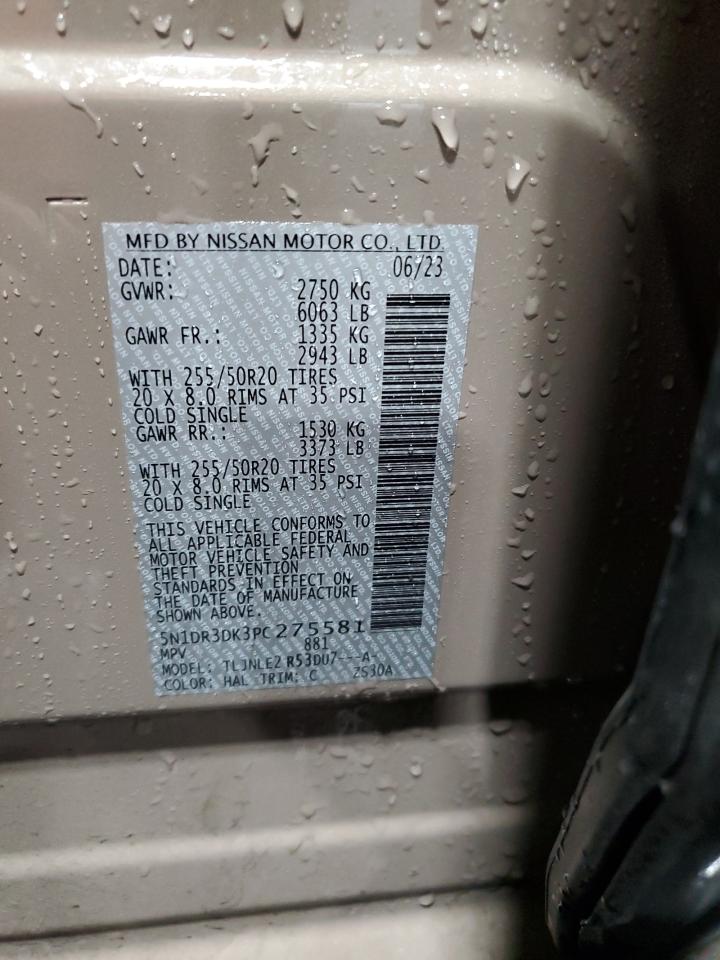 MFD BY NISSAN MOTOR CO., LTD.
DATE: 06/23
GVWR: 2750 KG
6063 LB
GAWR FR.: 1335 KG
2943 LB
WITH 255/50R20 TIRES
20 X 8.0 RIMS AT 35 PSI
COLD SINGLE
GAWR RR.: 1530 KG
3373 LB
WITH 255/50R20 TIRES
20 X 8.0 RIMS AT 35 PSI
COLD SINGLE
THIS VEHICLE CONFORMS TO
ALL APPLICABLE FEDERAL
MOTOR VEHICLE SAFETY AND
THEFT PREVENTION
STANDARDS IN EFFECT ON
THE DATE OF MANUFACTURE
SHOWN ABOVE.
5N1DR3DK3PC275581
MPV 881
MODEL: TLJNLE2 R53DU7---A-
COLOR: HAL TRIM: C ZS30A